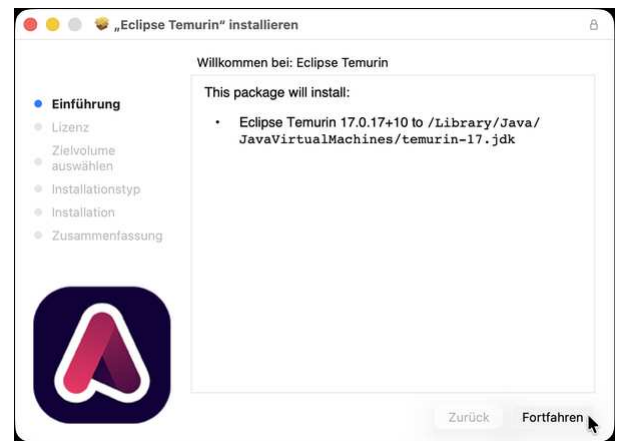 „Eclipse Temurin“ installieren
Willkommen bei: Eclipse Temurin
Einführung
Lizenz
Zielvolume
auswählen
Installationstyp
Installation
Zusammenfassung
This package will install:
• Eclipse Temurin 17.0.17+10 to /Library/Java/
JavaVirtualMachines/temurin-17.jdk
Zurück Fortfahren